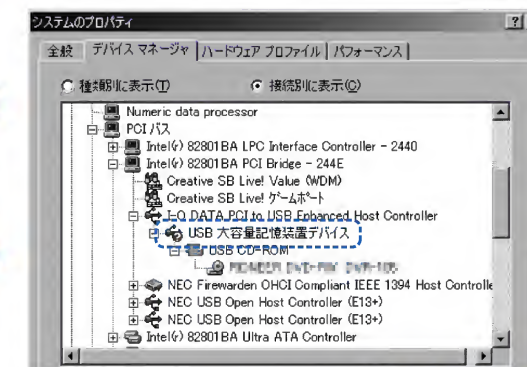 システムのプロパティ
?
全般 デバイス マネージャ ハードウェア プロファイル パフォーマンス
種類別に表示(T) 接続別に表示(C)
Numeric data processor
PCI バス
Intel(r) 82801BA LPC Interface Controller - 2440
Intel(r) 82801BA PCI Bridge - 244E
Creative SB Live! Value (WDM)
Creative SB Live! ゲームポート
I-O DATA PCI to USB Enhanced Host Controller
USB 大容量記憶装置デバイス
USB CD-ROM
NEC Firewarden OHCI Compliant IEEE 1394 Host Controlle
NEC USB Open Host Controller (E13+)
NEC USB Open Host Controller (E13+)
Intel(r) 82801BA Ultra ATA Controller